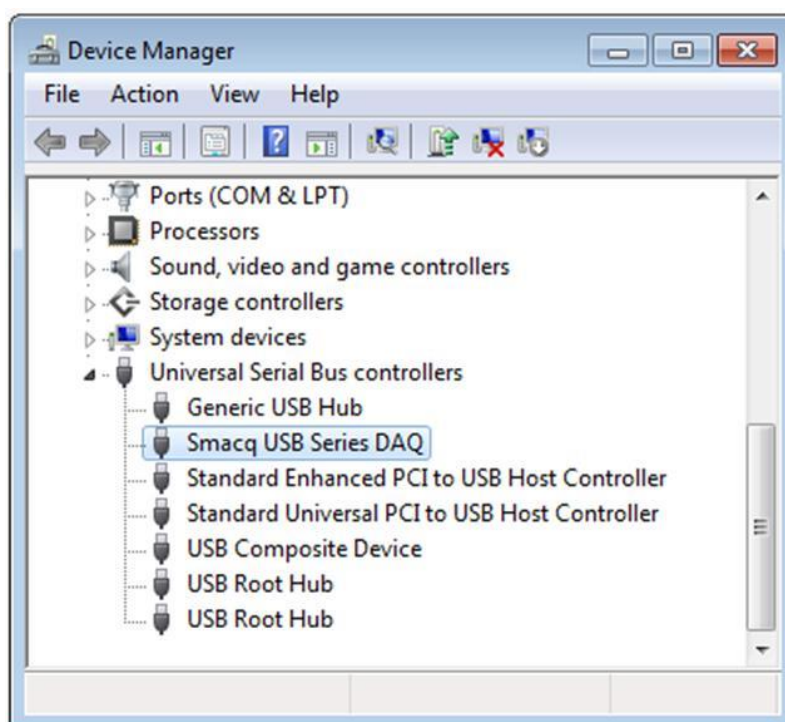 Device Manager
File Action View Help
Ports (COM & LPT)
Processors
Sound, video and game controllers
Storage controllers
System devices
Universal Serial Bus controllers
Generic USB Hub
Smacq USB Series DAQ
Standard Enhanced PCI to USB Host Controller
Standard Universal PCI to USB Host Controller
USB Composite Device
USB Root Hub
USB Root Hub